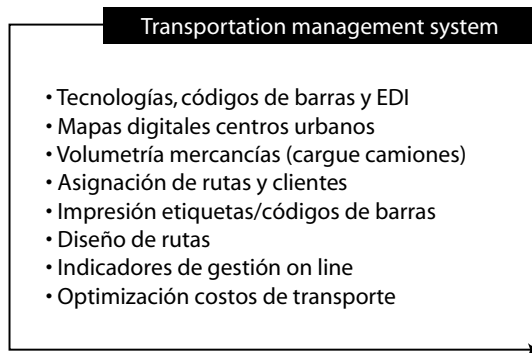 Transportation management system
• Tecnologías, códigos de barras y EDI
• Mapas digitales centros urbanos
• Volumetría mercancías (cargue camiones)
• Asignación de rutas y clientes
• Impresión etiquetas/códigos de barras
• Diseño de rutas
• Indicadores de gestión on line
• Optimización costos de transporte